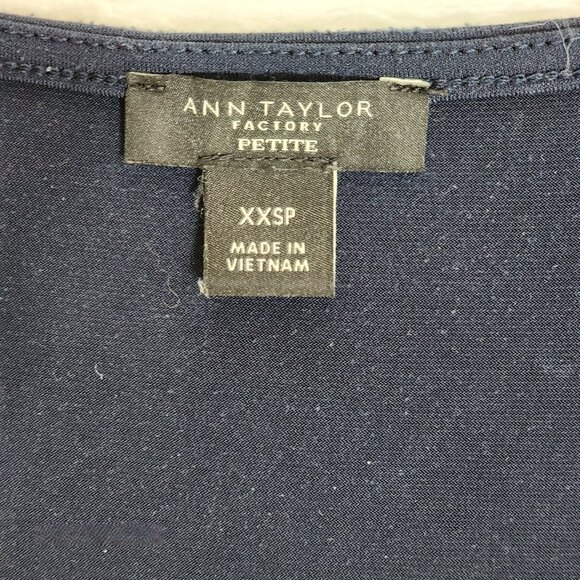 ANN TAYLOR
FACTORY
PETITE
XXSP
MADE IN
VIETNAM